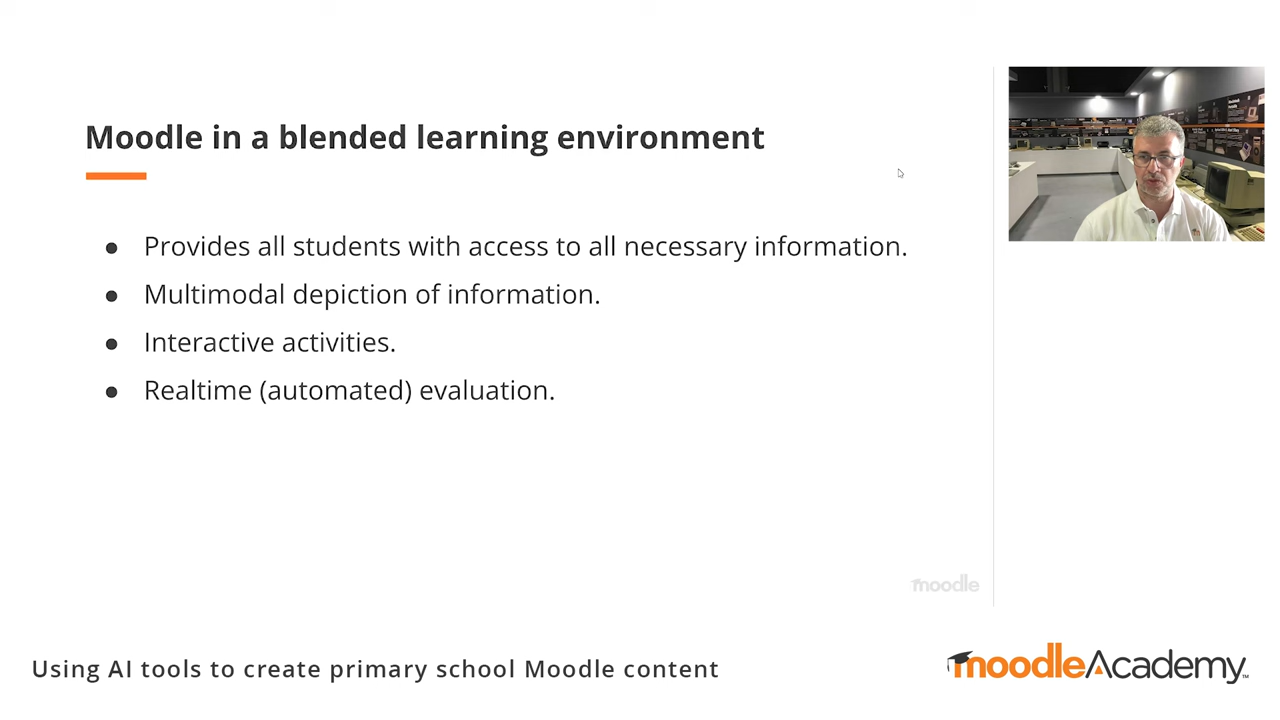 Moodle in a blended learning environment
● Provides all students with access to all necessary information.
● Multimodal depiction of information.
● Interactive activities.
● Realtime (automated) evaluation.
moodle
Using AI tools to create primary school Moodle content
moodleAcademy™